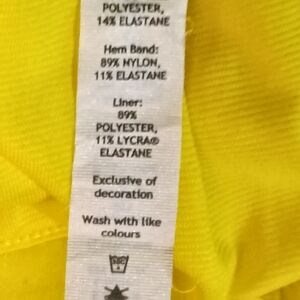 POLYESTER,
14% ELASTANE
Hem Band:
89% NYLON,
11% ELASTANE
Liner:
89%
POLYESTER,
11% LYCRA®
ELASTANE
Exclusive of
decoration
Wash with like
colours